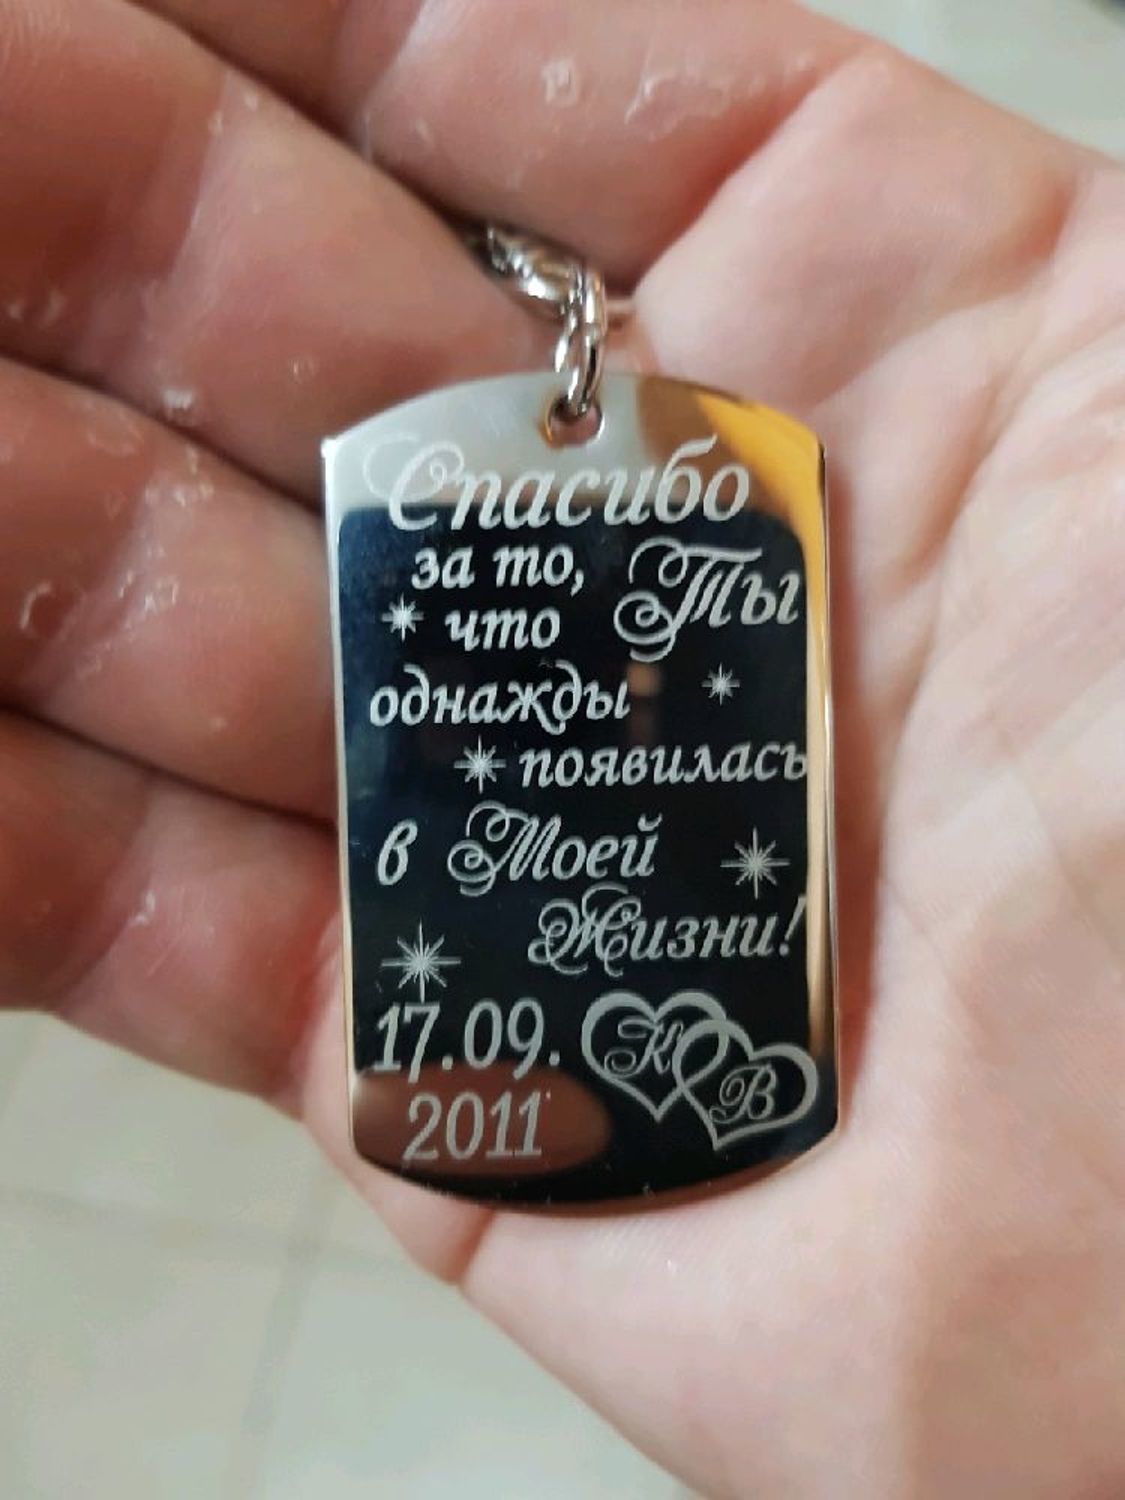 Спасибо
за то,
что Ты
однажды
появилась
в Моей
Жизни!
17.09.
2011
К В